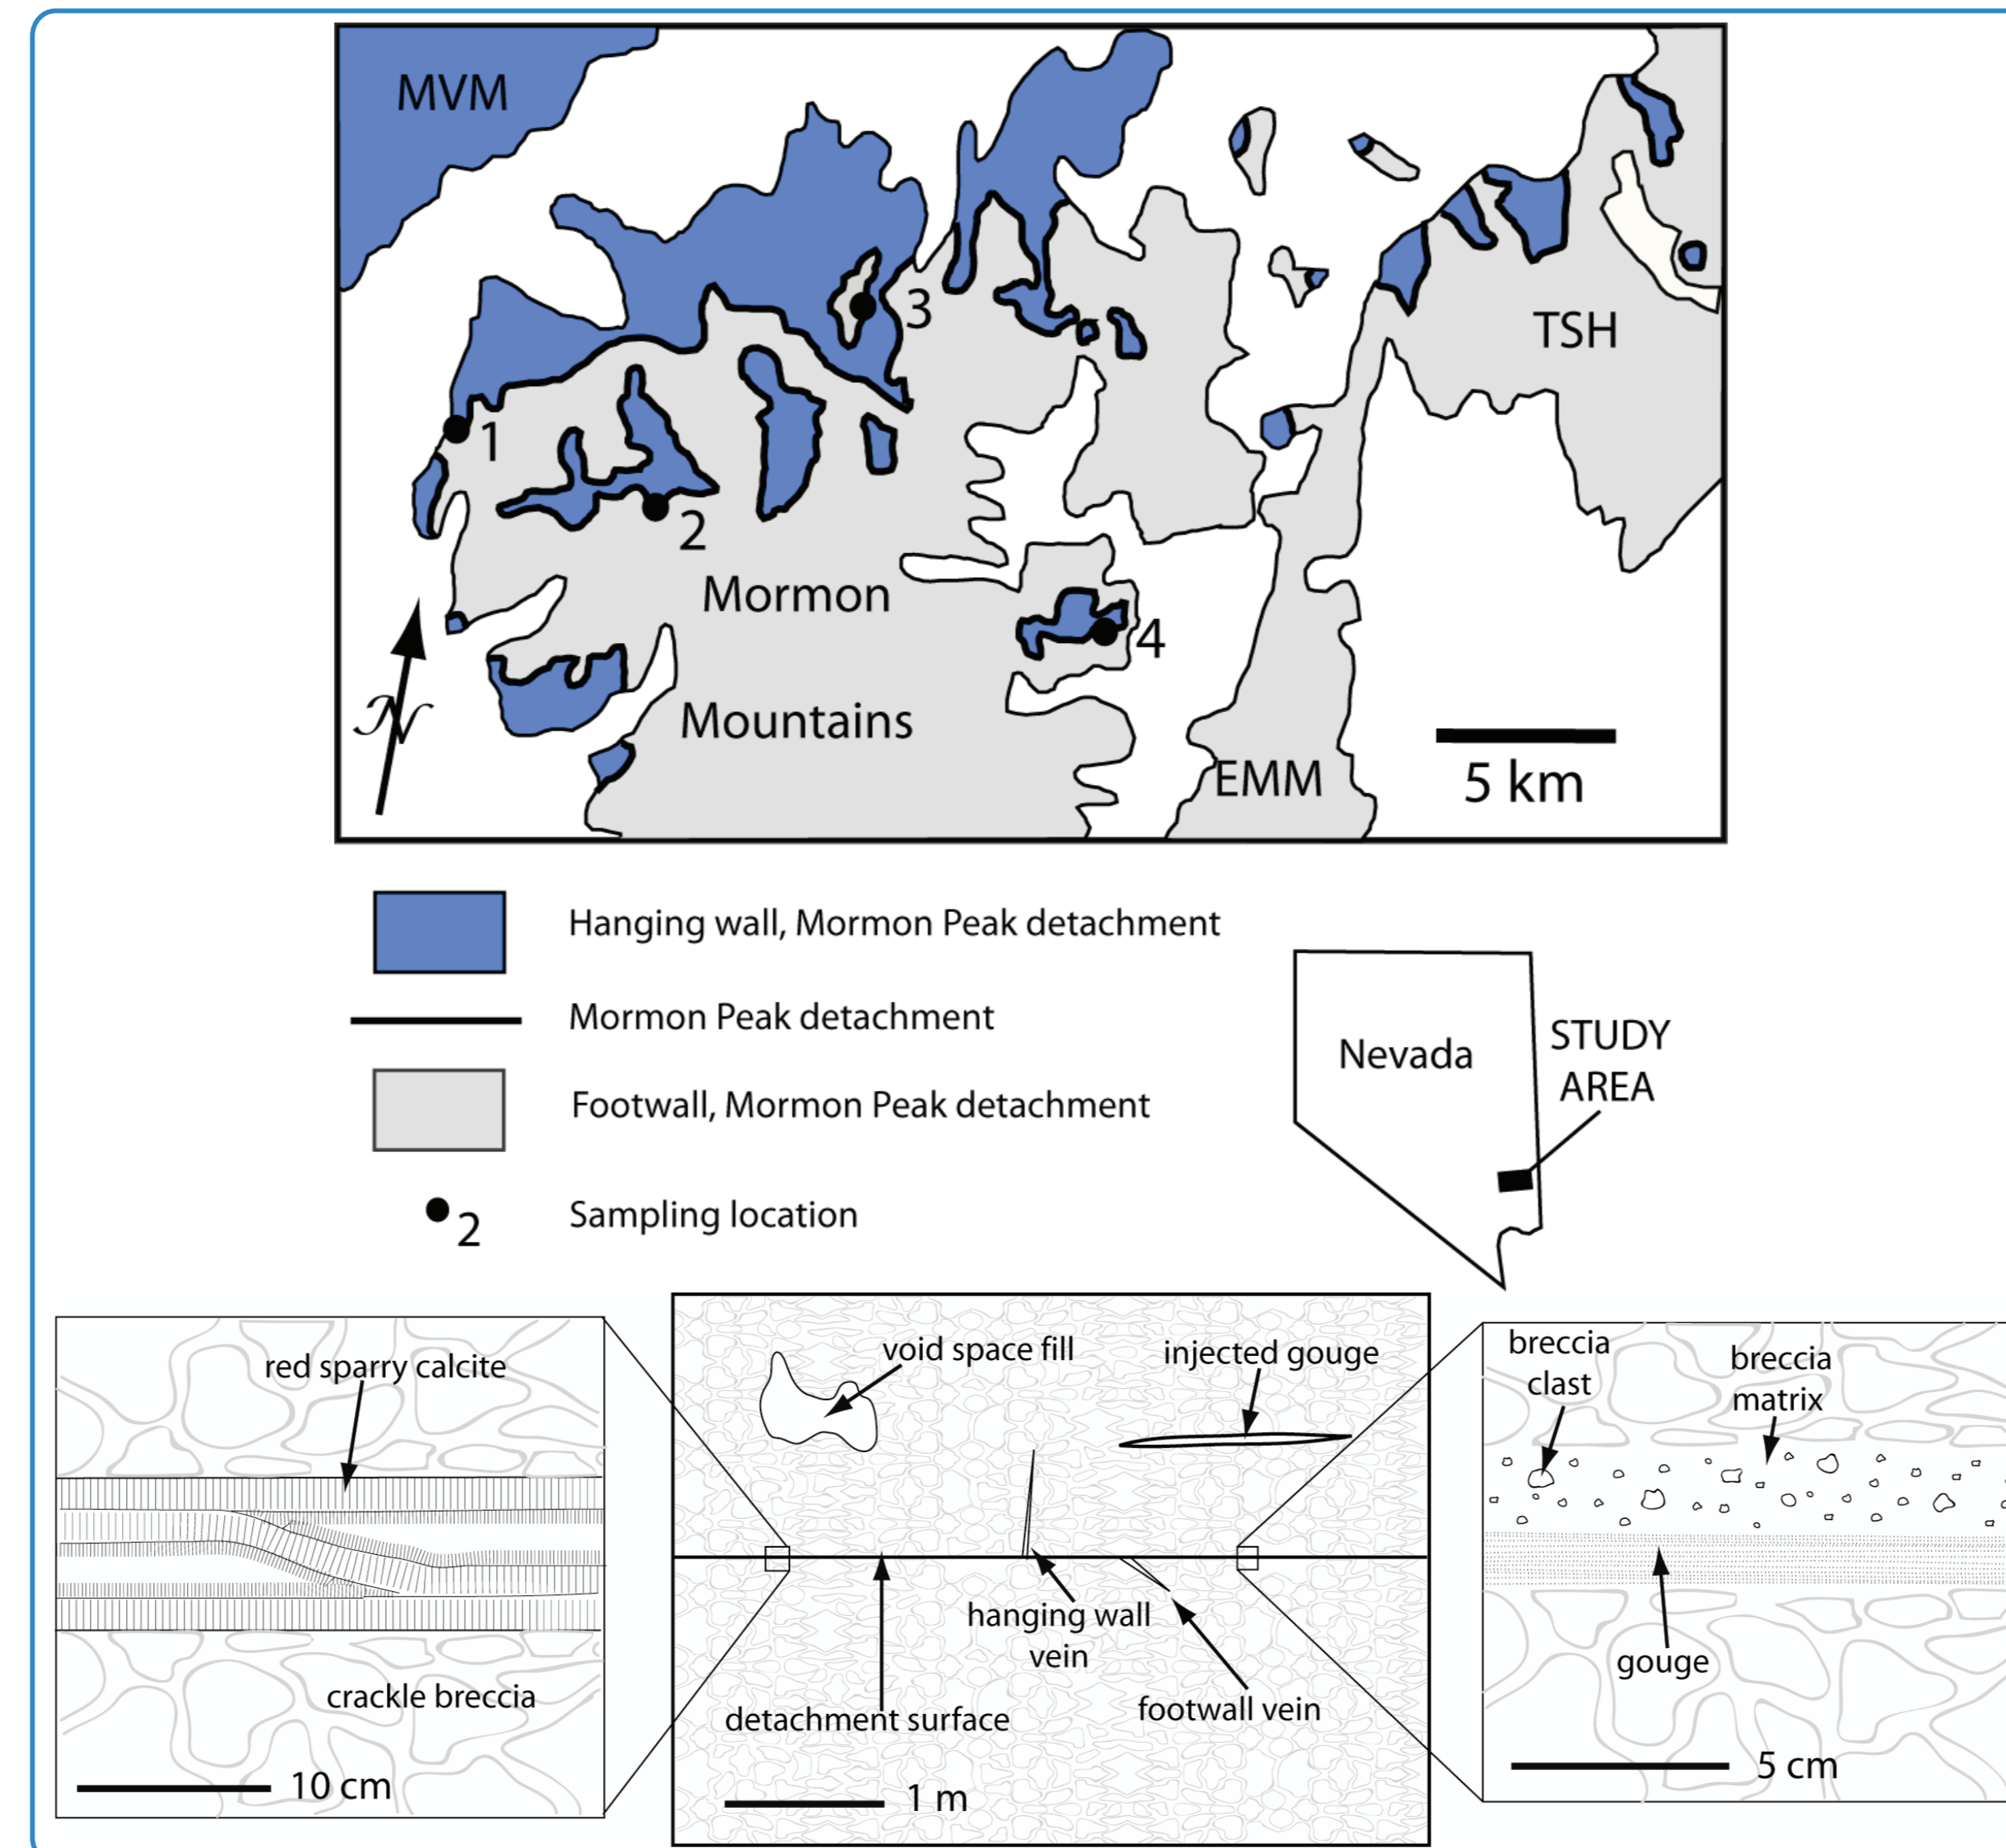 MVM
3
TSH
1
2
Mormon
4
N
Mountains
EMM
5 km
Hanging wall, Mormon Peak detachment
Mormon Peak detachment
Nevada
STUDY
AREA
Footwall, Mormon Peak detachment
2
Sampling location
red sparry calcite
crackle breccia
10 cm
void space fill
injected gouge
hanging wall
vein
detachment surface
footwall vein
1 m
breccia
clast
breccia
matrix
gouge
5 cm